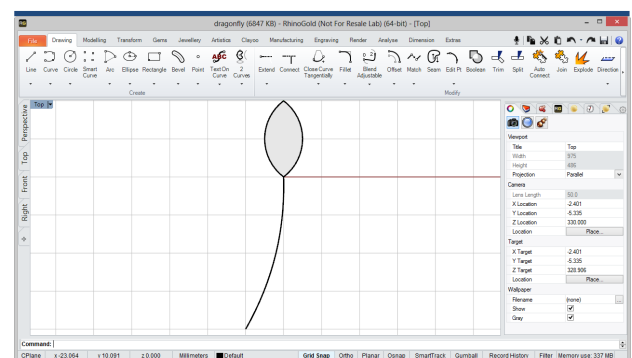 dragonfly (6847 KB) - RhinoGold (Not For Resale Lab) (64-bit) - [Top]
File Drawing Modelling Transform Gems Jewellery Artistics Clayoo Manufacturing Engraving Render Analyse Dimension Extras
Line Curve Circle Smart Curve Arc Ellipse Rectangle Bevel Point Text On Curve 2 Curves Extend Connect Close Curve Tangentially Fillet Blend Adjustable Offset Match Seam Edit Pt Boolean Trim Split Auto Connect Join Explode Direction
Create Modify
Top
Perspective
Top
Front
Right
Viewport
Title Top
Width 975
Height 486
Projection Parallel
Camera
Lens Length 50.0
X Location -2.401
Y Location -5.335
Z Location 330.000
Location Place...
Target
X Target -2.401
Y Target -5.335
Z Target 328.906
Location Place...
Wallpaper
Filename (none) ...
Show
Gray
Command:
CPlane x -23.064 y 10.091 z 0.000 Millimeters Default Grid Snap Ortho Planar Osnap SmartTrack Gumball Record History Filter Memory use: 337 MB